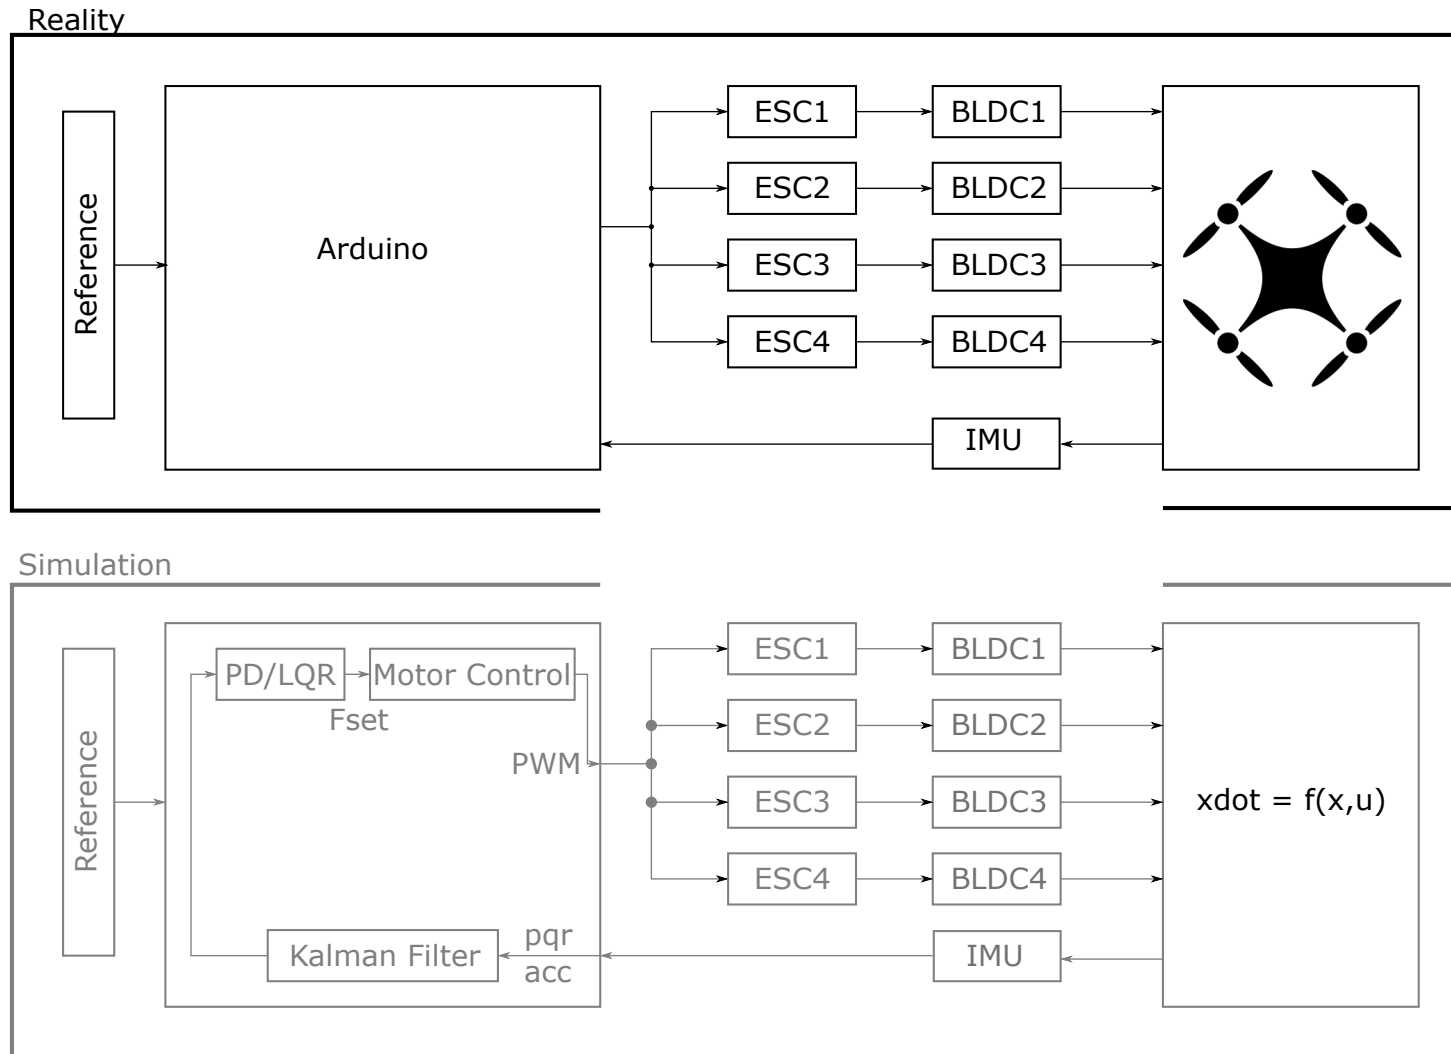 Reality
Reference
Arduino
ESC1
BLDC1
ESC2
BLDC2
ESC3
BLDC3
ESC4
BLDC4
IMU
Simulation
Reference
PD/LQR
Motor Control
Fset
PWM
Kalman Filter
pqr
acc
ESC1
BLDC1
ESC2
BLDC2
ESC3
BLDC3
ESC4
BLDC4
IMU
xdot = f(x,u)